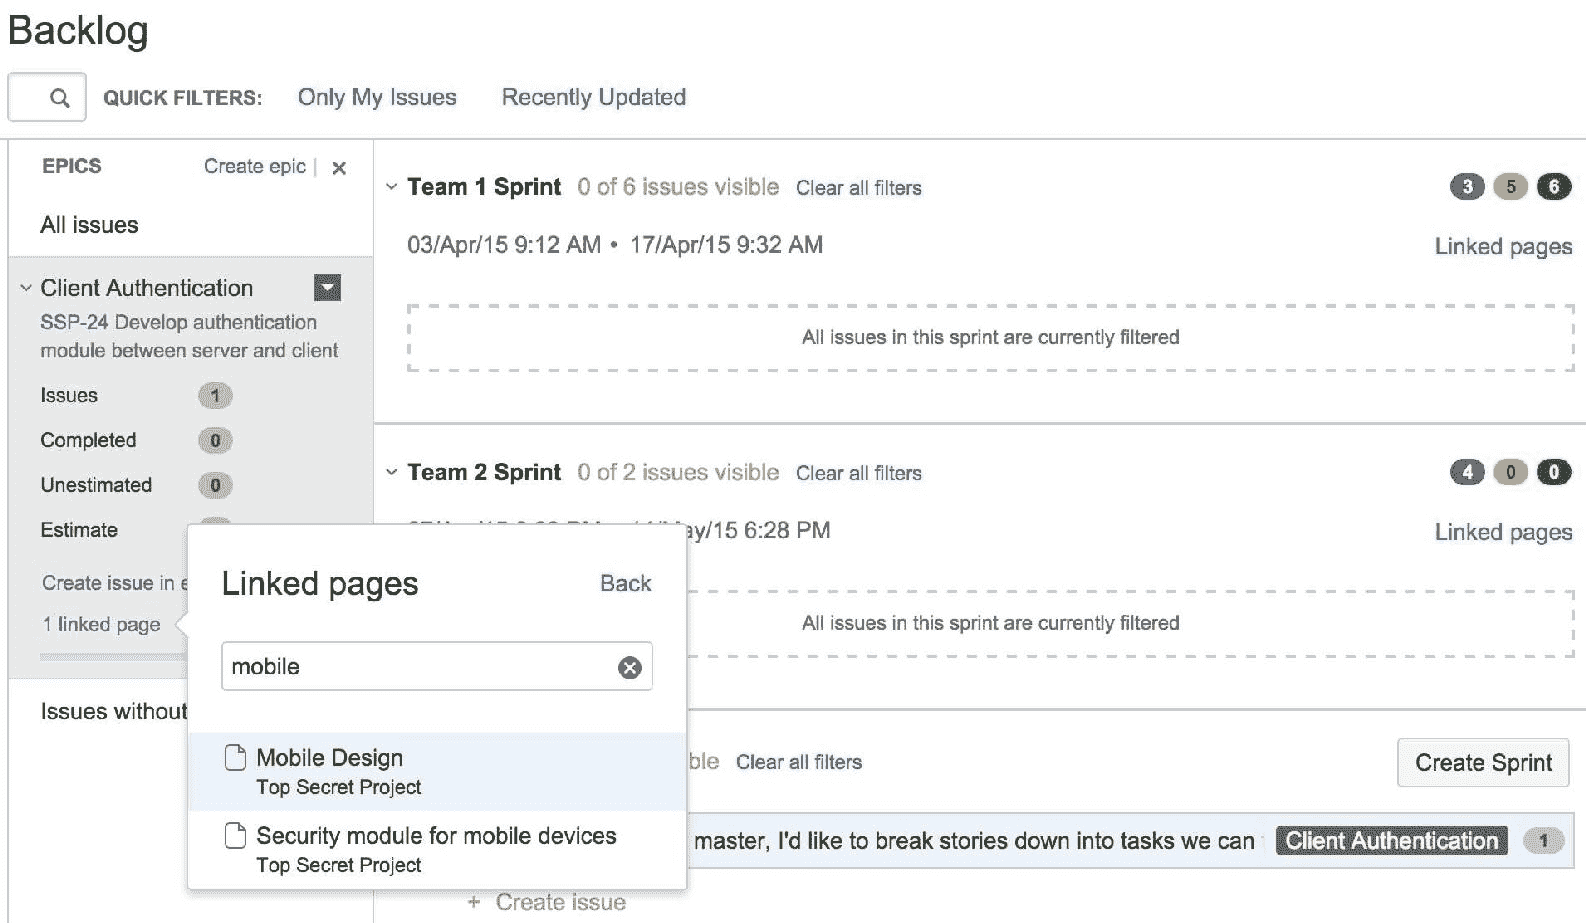 Backlog
QUICK FILTERS: Only My Issues Recently Updated
EPICS Create epic
All issues
Client Authentication
SSP-24 Develop authentication
module between server and client
Issues 1
Completed 0
Unestimated 0
Estimate
Create issue in
1 linked page
Issues without
Linked pages Back
mobile
Mobile Design
Top Secret Project
Security module for mobile devices
Top Secret Project
Team 1 Sprint 0 of 6 issues visible Clear all filters 3 5 6
03/Apr/15 9:12 AM • 17/Apr/15 9:32 AM Linked pages
All issues in this sprint are currently filtered
Team 2 Sprint 0 of 2 issues visible Clear all filters 4 0 0
/15 6:28 PM Linked pages
All issues in this sprint are currently filtered
Clear all filters Create Sprint
master, I'd like to break stories down into tasks we can Client Authentication 1
+ Create issue